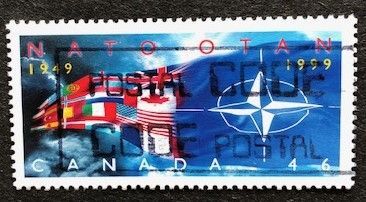 NATO OTAN
1949 1999
POSTAL CODE
CODE POSTAL
CANADA 46